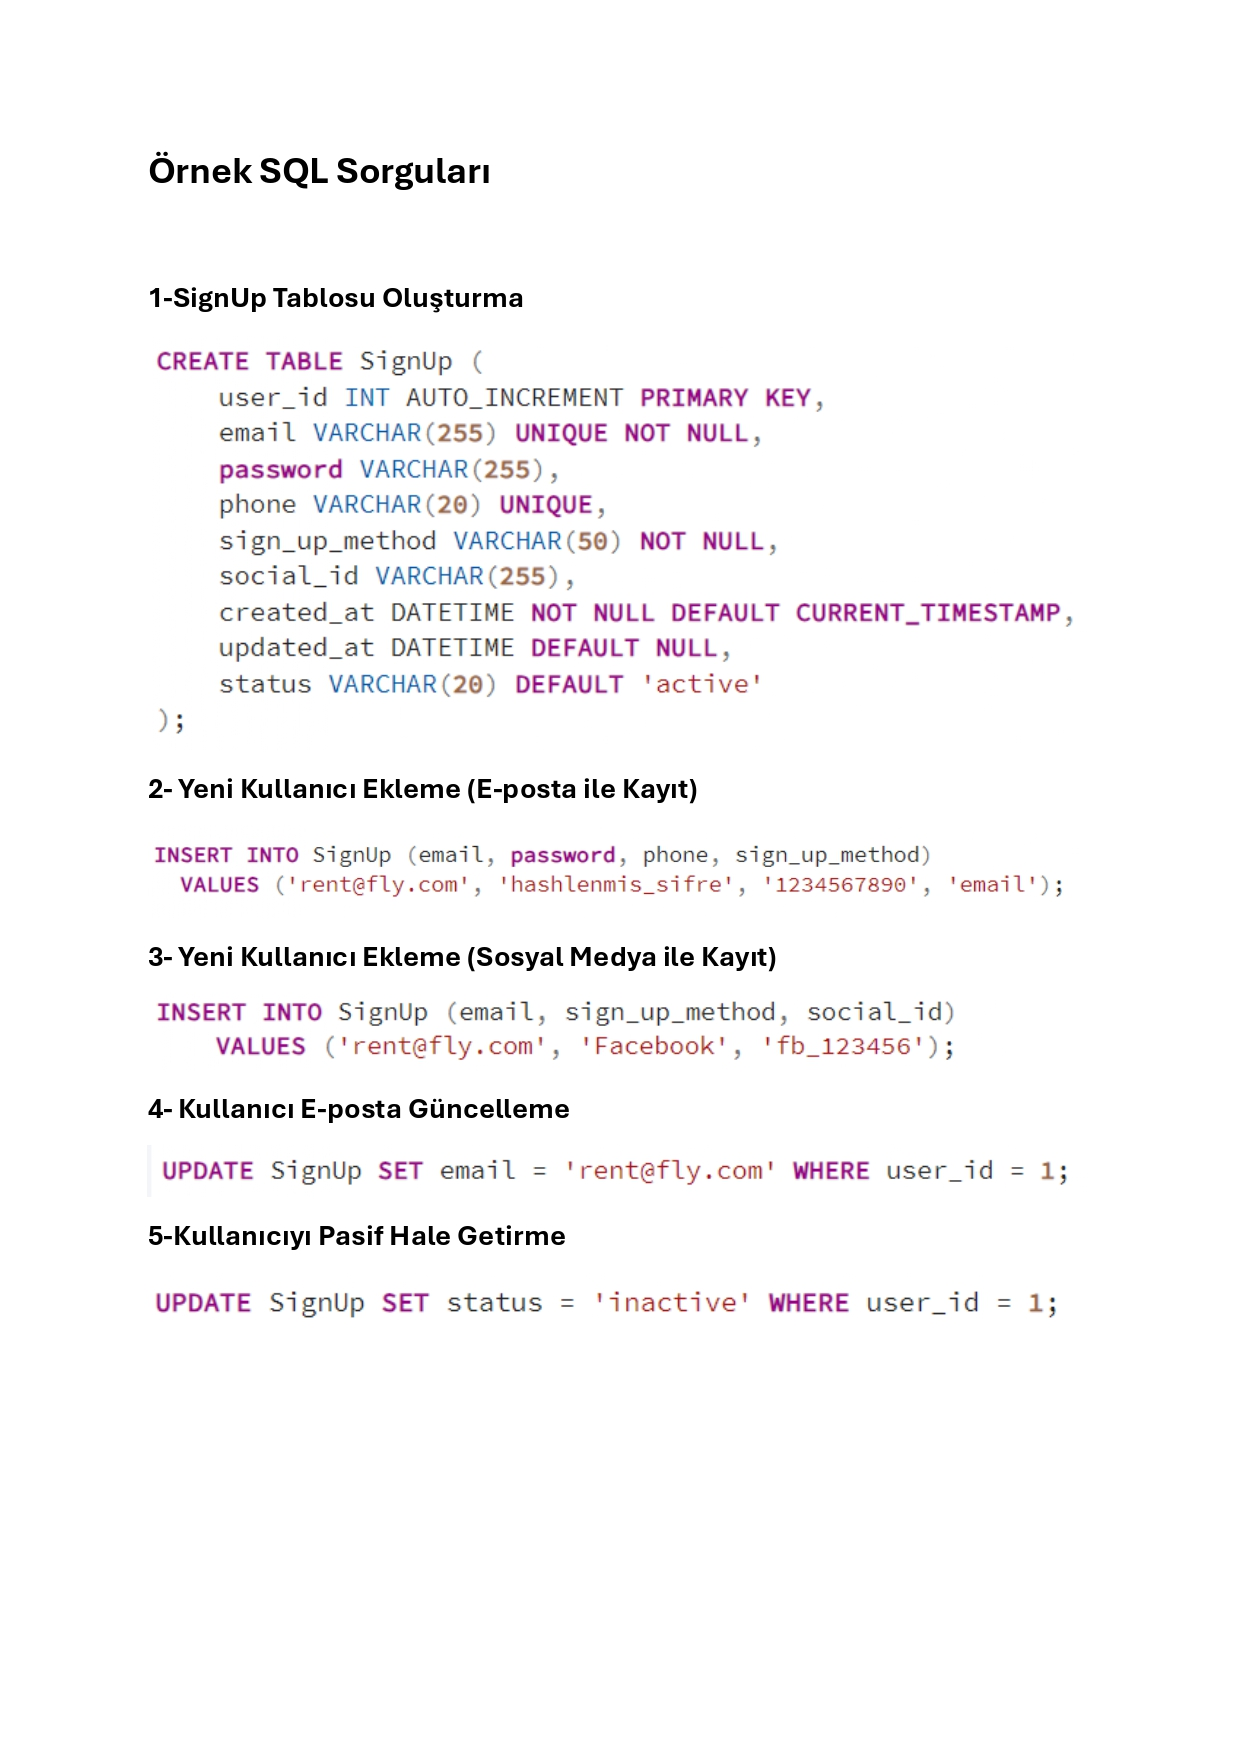 Örnek SQL Sorguları
1-SignUp Tablosu Oluşturma
CREATE TABLE SignUp (
user_id INT AUTO_INCREMENT PRIMARY KEY,
email VARCHAR(255) UNIQUE NOT NULL,
password VARCHAR(255),
phone VARCHAR(20) UNIQUE,
sign_up_method VARCHAR(50) NOT NULL,
social_id VARCHAR(255),
created_at DATETIME NOT NULL DEFAULT CURRENT_TIMESTAMP,
updated_at DATETIME DEFAULT NULL,
status VARCHAR(20) DEFAULT 'active'
);
2- Yeni Kullanıcı Ekleme (E-posta ile Kayıt)
INSERT INTO SignUp (email, password, phone, sign_up_method)
VALUES ('rent@fly.com', 'hashlenmis_sifre', '1234567890', 'email');
3- Yeni Kullanıcı Ekleme (Sosyal Medya ile Kayıt)
INSERT INTO SignUp (email, sign_up_method, social_id)
VALUES ('rent@fly.com', 'Facebook', 'fb_123456');
4- Kullanıcı E-posta Güncelleme
UPDATE SignUp SET email = 'rent@fly.com' WHERE user_id = 1;
5-Kullanıcıyı Pasif Hale Getirme
UPDATE SignUp SET status = 'inactive' WHERE user_id = 1;